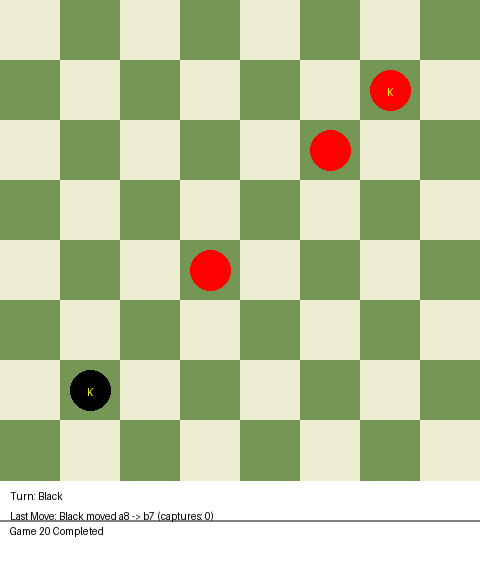 K
K
Turn: Black
Last Move: Black moved a8 -> b7 (captures: 0)
Game 20 Completed